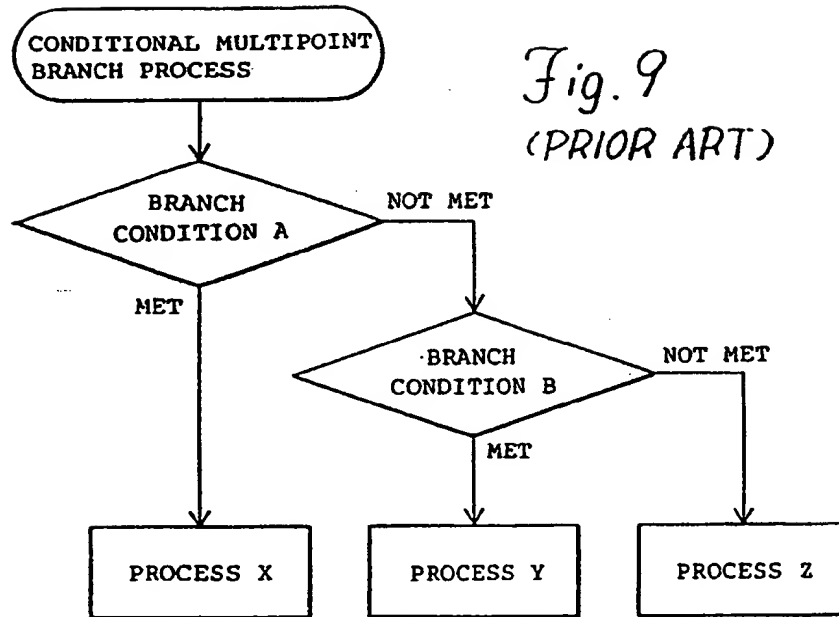 CONDITIONAL MULTIPOINT
BRANCH PROCESS
Fig. 9
(PRIOR ART)
BRANCH
CONDITION A
NOT MET
MET
BRANCH
CONDITION B
NOT MET
MET
PROCESS X
PROCESS Y
PROCESS Z